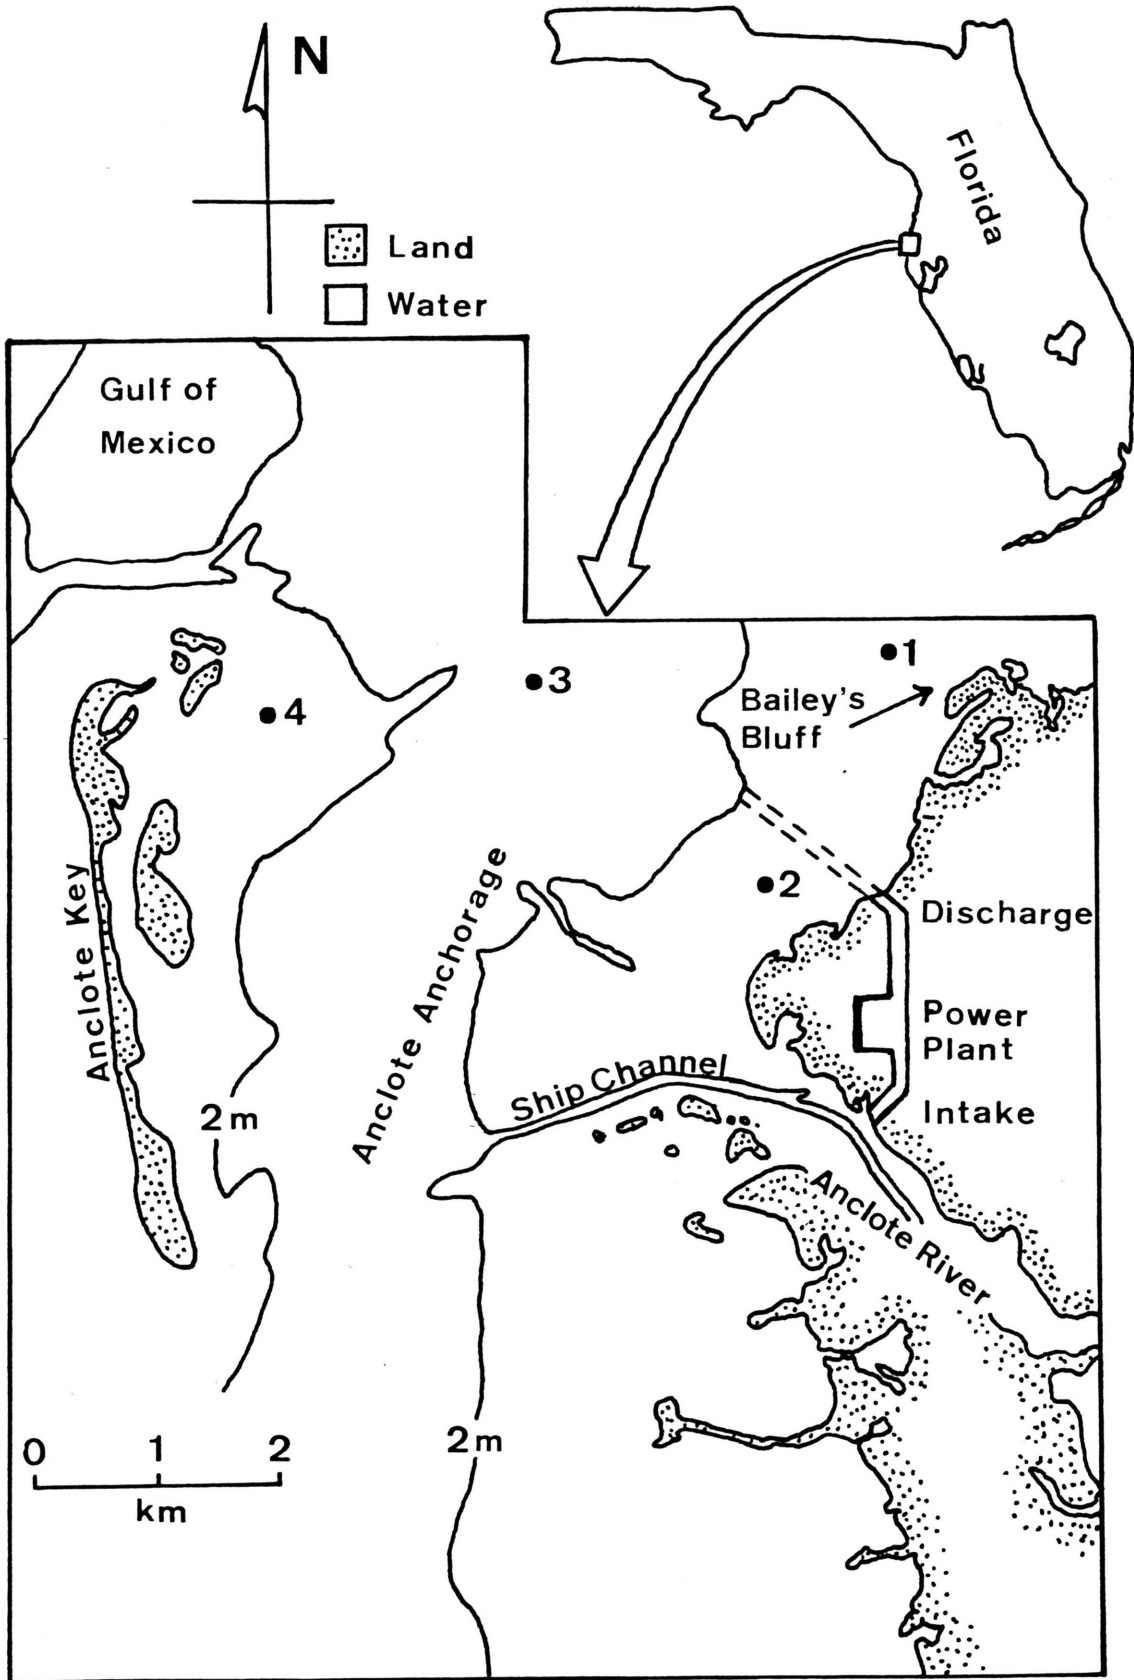 N
Land
Water
Florida
Gulf of
Mexico
1
3
Bailey's
Bluff
4
2
Discharge
Anclote Key
Anclote Anchorage
Power
Plant
Ship Channel
Intake
2m
Anclote River
2m
0 1 2
km